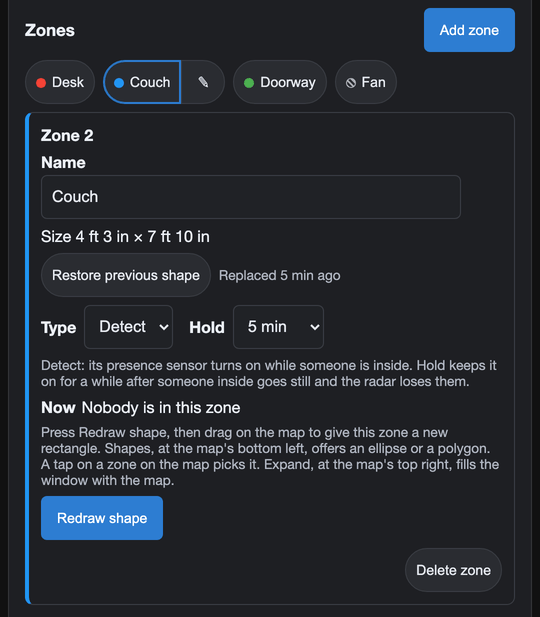 Zones
Add zone
Desk
Couch
Doorway
Fan
Zone 2
Name
Couch
Size 4 ft 3 in × 7 ft 10 in
Restore previous shape
Replaced 5 min ago
Type
Detect
Hold
5 min
Detect: its presence sensor turns on while someone is inside. Hold keeps it
on for a while after someone inside goes still and the radar loses them.
Now Nobody is in this zone
Press Redraw shape, then drag on the map to give this zone a new
rectangle. Shapes, at the map's bottom left, offers an ellipse or a polygon.
A tap on a zone on the map picks it. Expand, at the map's top right, fills the
window with the map.
Redraw shape
Delete zone